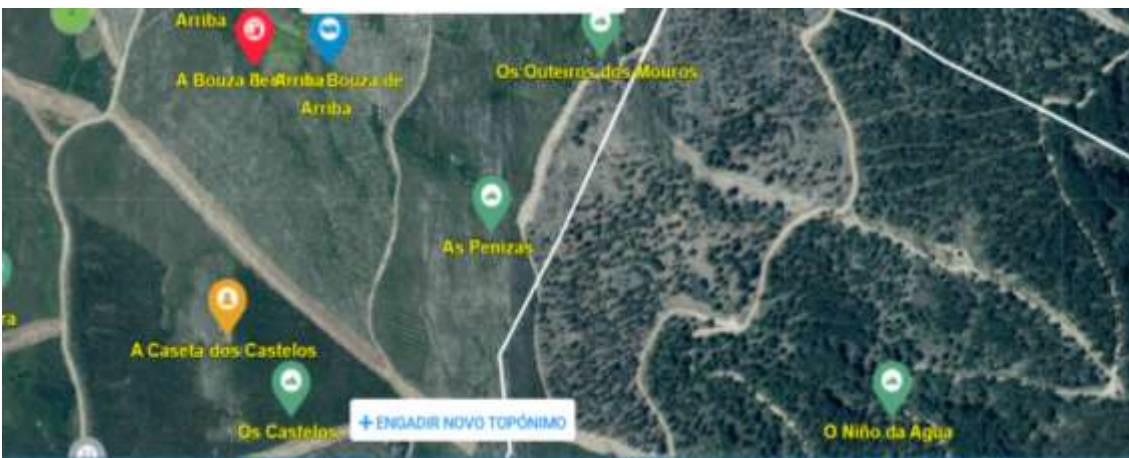 Arriba
A Bouza de Arriba Bouza de
Arriba
Os Outeiros dos Mouros
As Penizas
ra
A Caseta dos Castelos
Os Castelos
+ ENGADIR NOVO TOPÓNIMO
O Niño da Agua